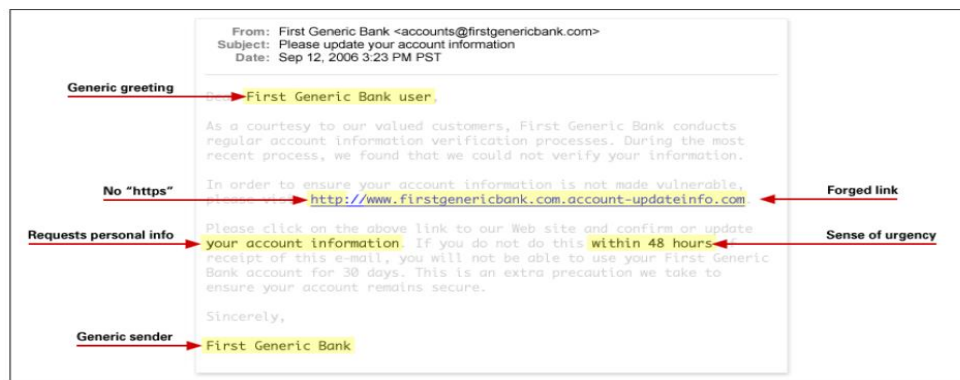 From: First Generic Bank <accounts@firstgenericbank.com>
Subject: Please update your account information
Date: Sep 12, 2006 3:23 PM PST
Generic greeting
Dear First Generic Bank user,
As a courtesy to our valued customers, First Generic Bank conducts
regular account information verification processes. During the most
recent process, we found that we could not verify your information.
In order to ensure your account information is not made vulnerable,
No "https"
please visit http://www.firstgenericbank.com.account-updateinfo.com.
Forged link
Please click on the above link to our Web site and confirm or update
Requests personal info
your account information. If you do not do this within 48 hours of
Sense of urgency
receipt of this e-mail, you will not be able to use your First Generic
Bank account for 30 days. This is an extra precaution we take to
ensure your account remains secure.
Sincerely,
Generic sender
First Generic Bank